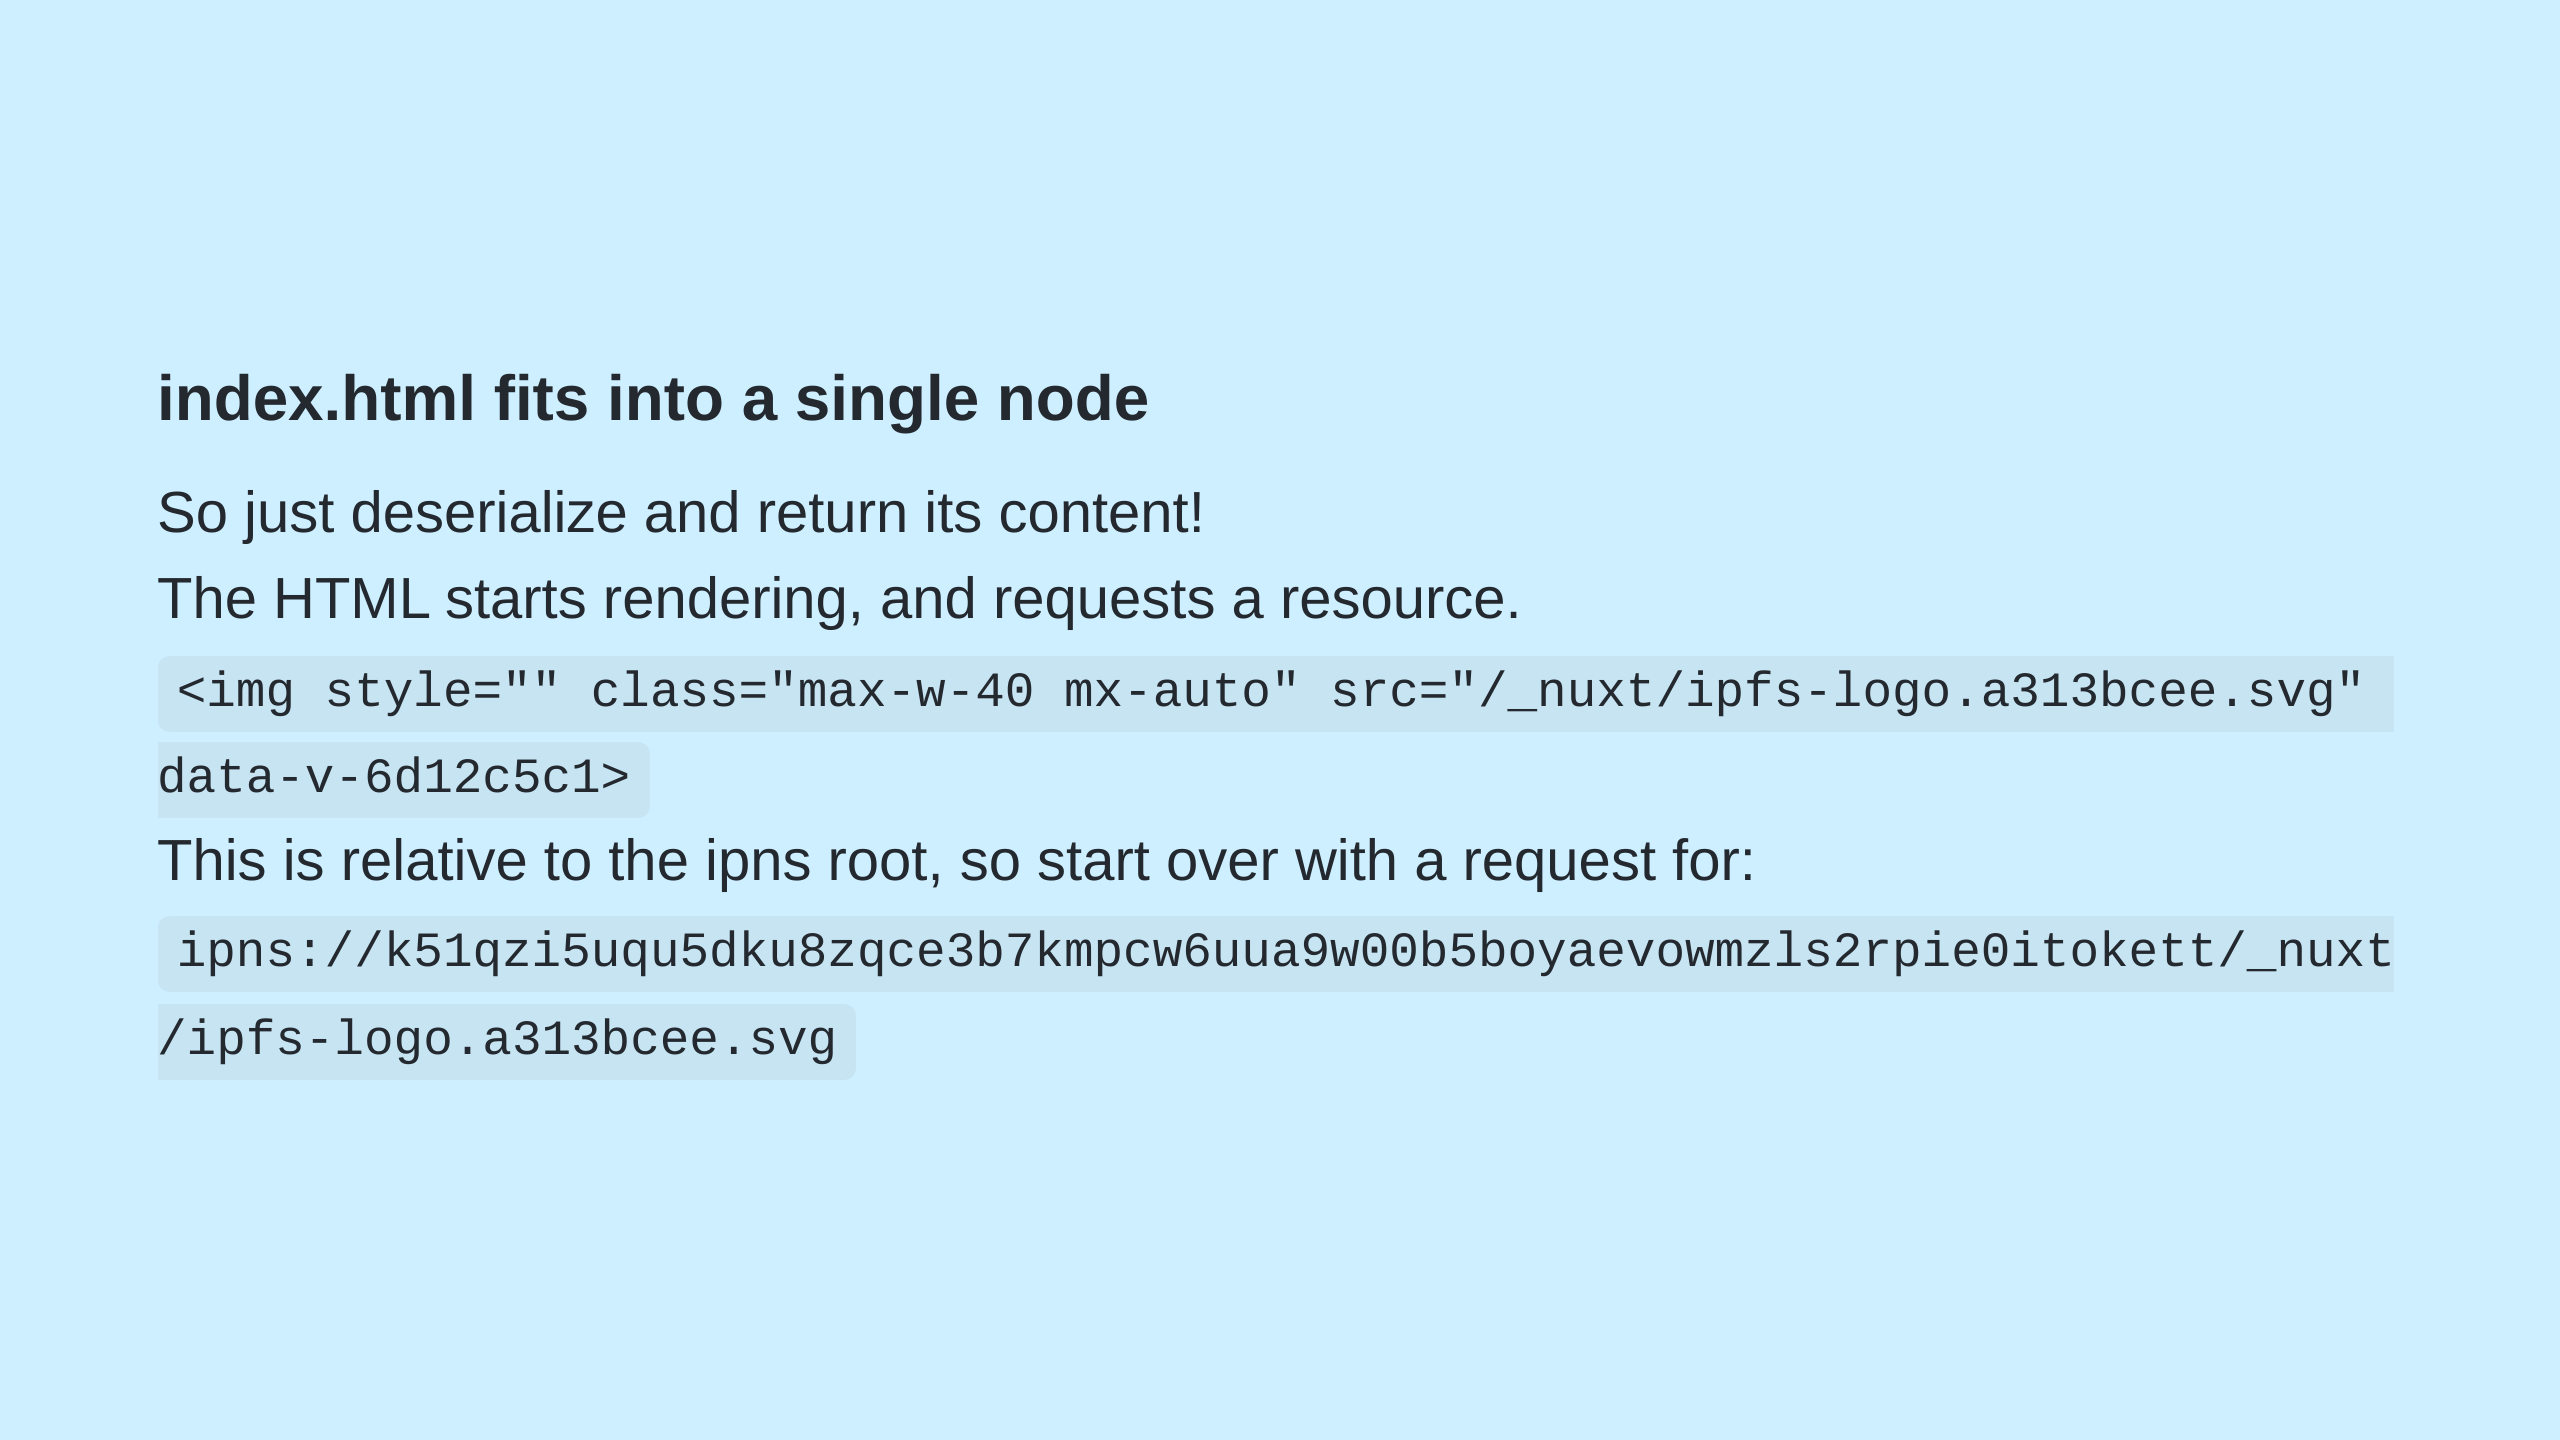 index.html fits into a single node
So just deserialize and return its content!
The HTML starts rendering, and requests a resource.
<img style="" class="max-w-40 mx-auto" src="/_nuxt/ipfs-logo.a313bcee.svg"
data-v-6d12c5c1>
This is relative to the ipns root, so start over with a request for:
ipns://k51qzi5uqu5dku8zqce3b7kmpcw6uua9w00b5boyaevowmzls2rpie0itokett/_nuxt
/ipfs-logo.a313bcee.svg